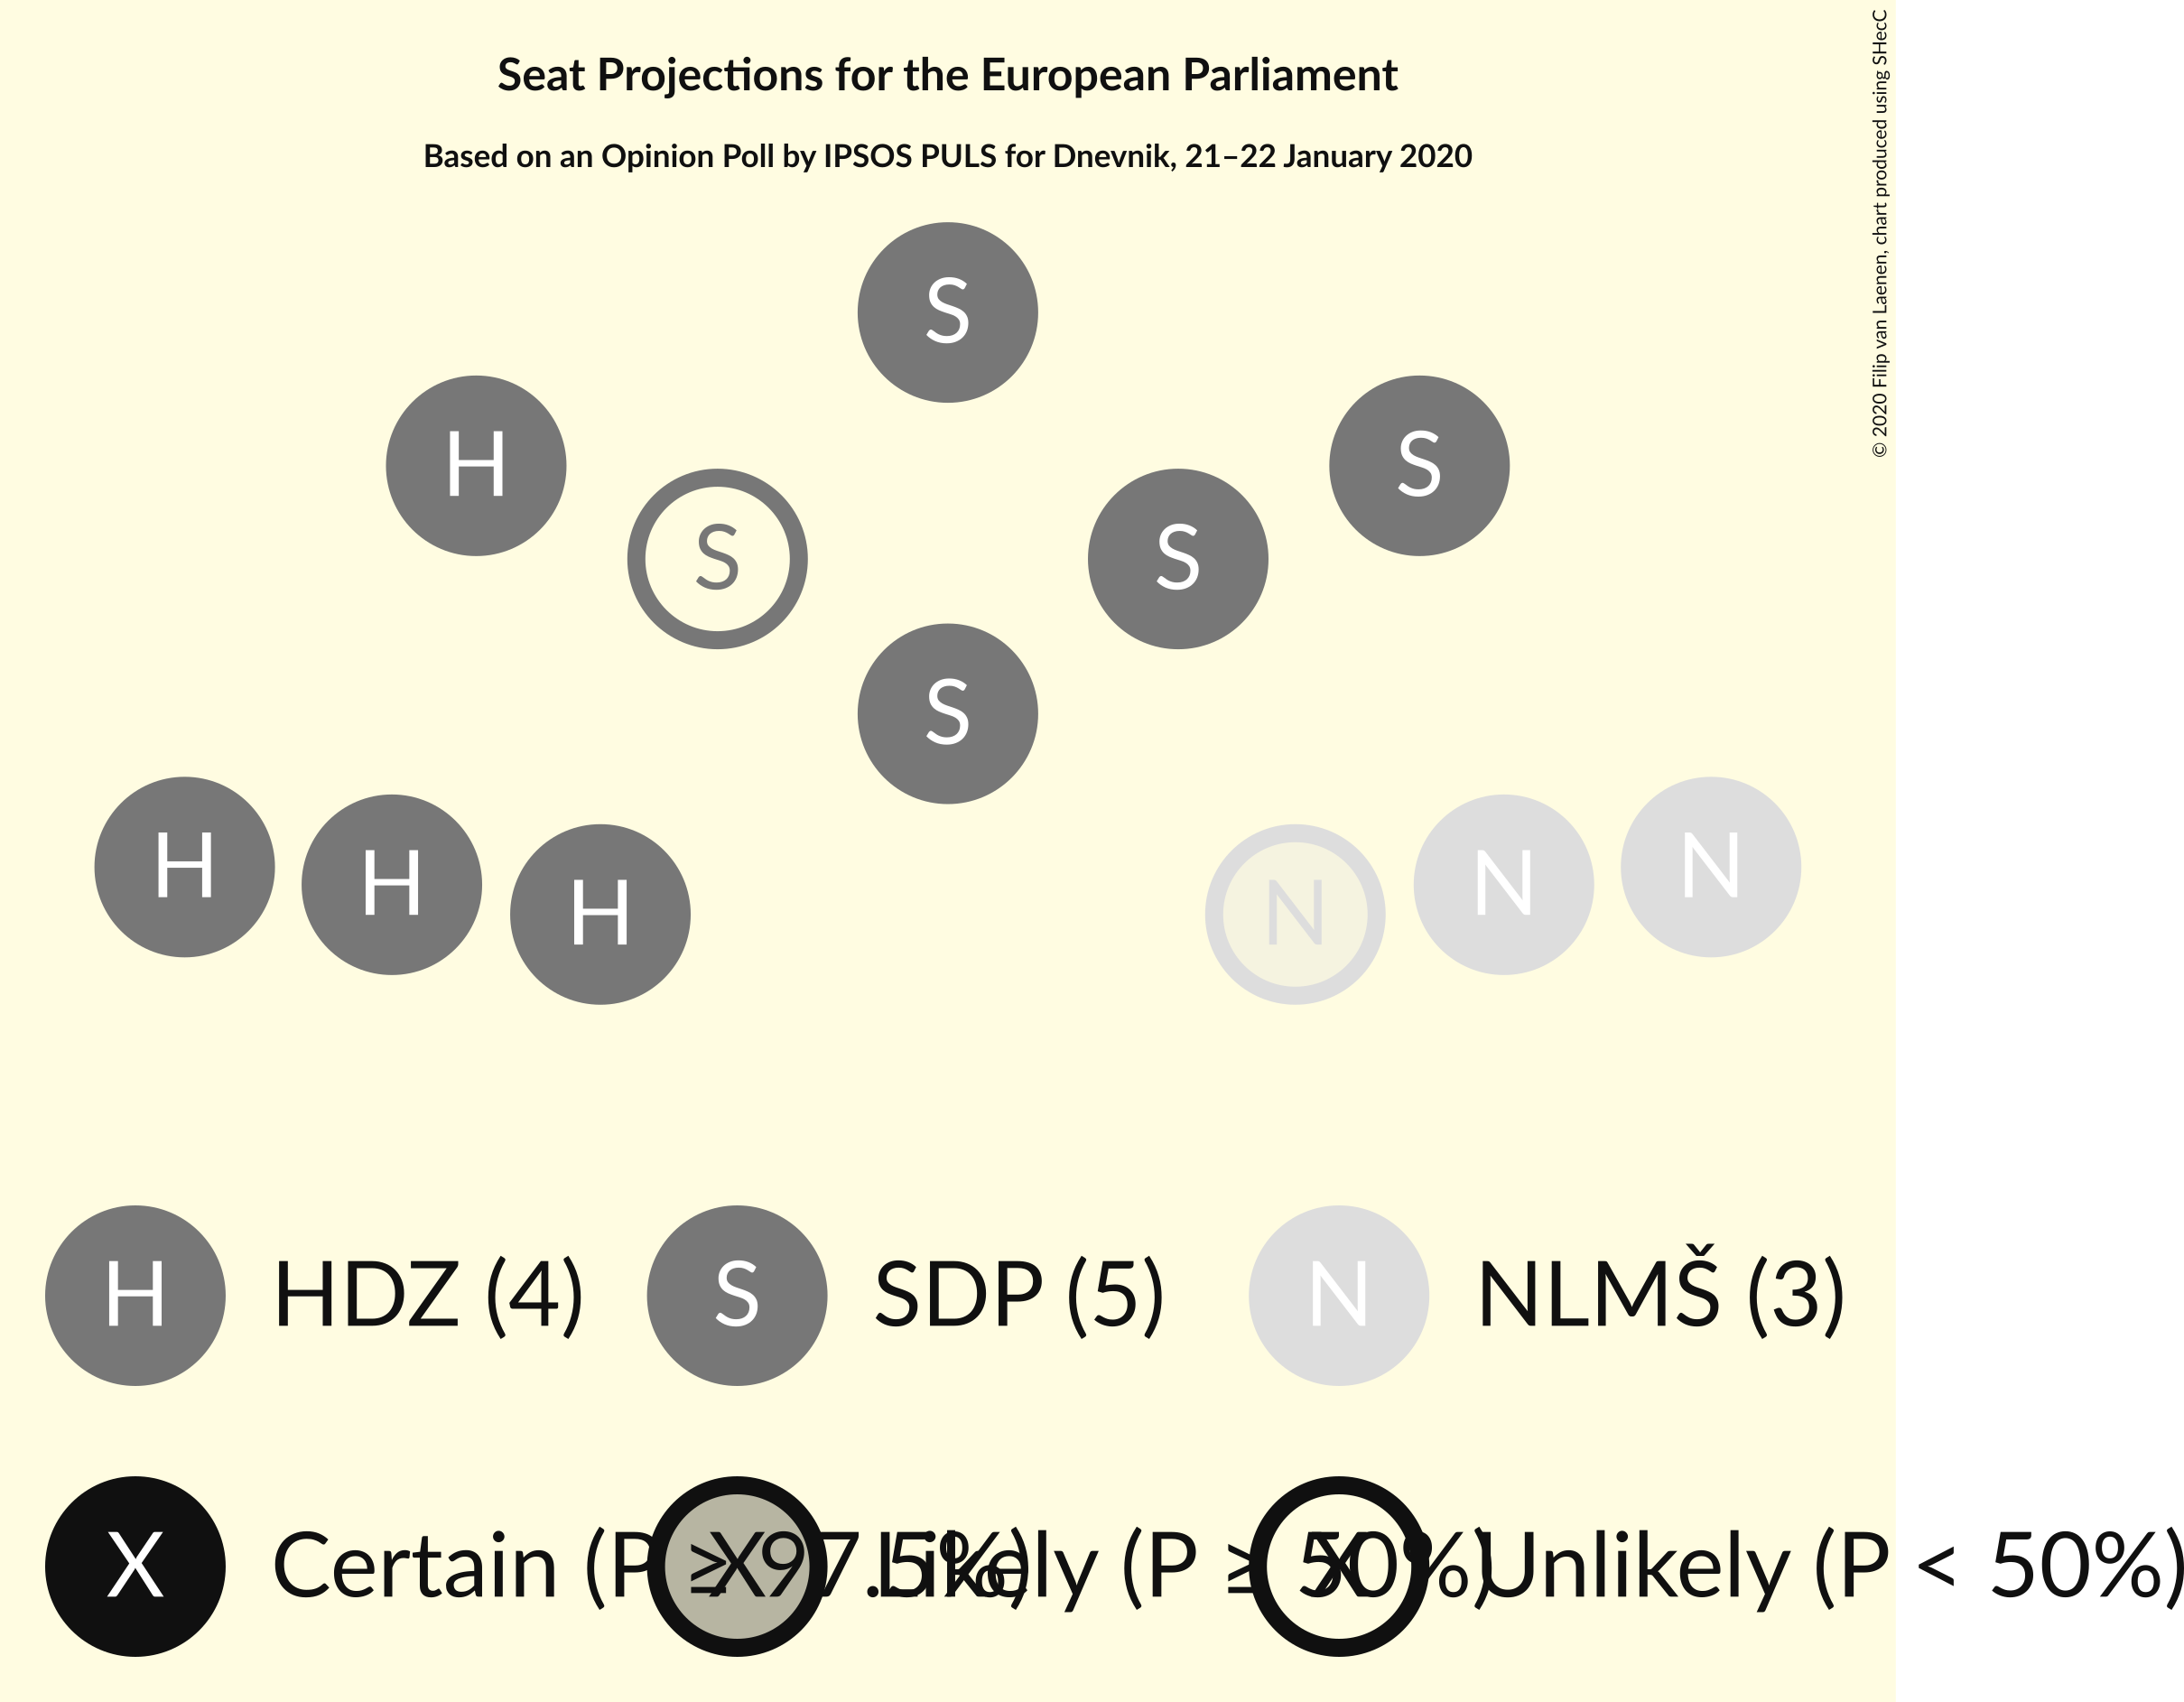 Seat Projections for the European Parliament
Based on an Opinion Poll by IPSOS PULS for Dnevnik, 21–22 January 2020
© 2020 Filip van Laenen, chart produced using SHecC
S
H
S
S
S
S
H
H
H
N
N
N
H HDZ (4)
S SDP (5)
N NLMŠ (3)
X Certain (P ≥ 97.5%)
X Likely (P ≥ 50%)
X Unlikely (P < 50%)